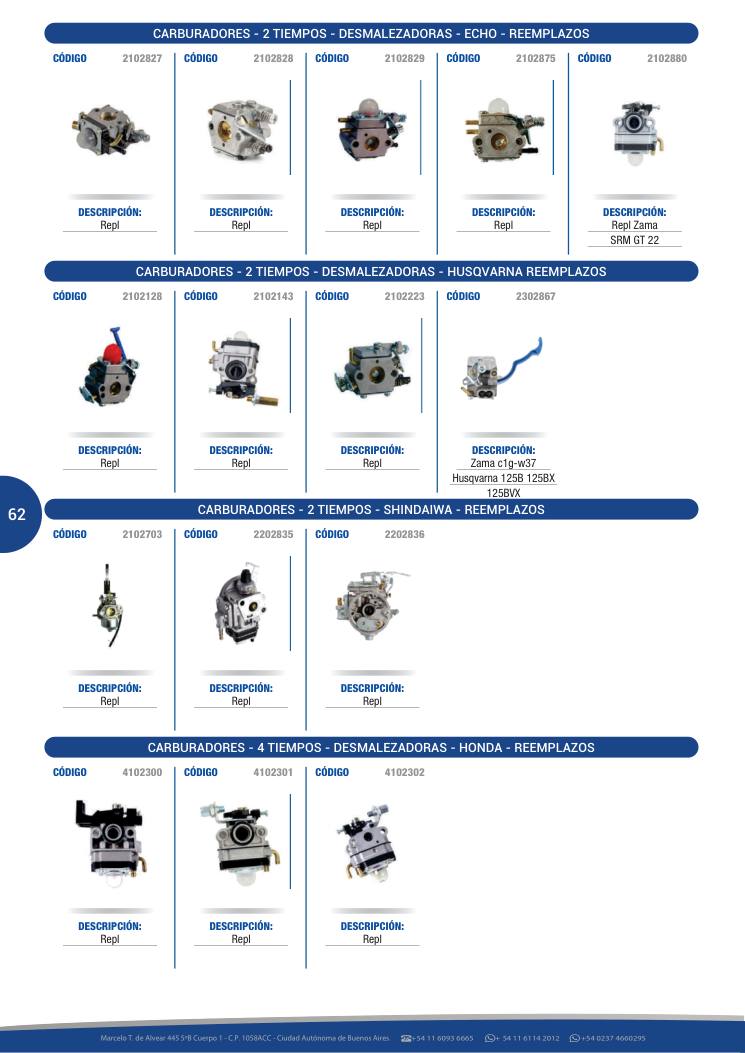 CARBURADORES - 2 TIEMPOS - DESMALEZADORAS - ECHO - REEMPLAZOS
CÓDIGO 2102827
DESCRIPCIÓN:
Repl
CÓDIGO 2102828
DESCRIPCIÓN:
Repl
CÓDIGO 2102829
DESCRIPCIÓN:
Repl
CÓDIGO 2102875
DESCRIPCIÓN:
Repl
CÓDIGO 2102880
DESCRIPCIÓN:
Repl Zama
SRM GT 22
CARBURADORES - 2 TIEMPOS - DESMALEZADORAS - HUSQVARNA REEMPLAZOS
CÓDIGO 2102128
DESCRIPCIÓN:
Repl
CÓDIGO 2102143
DESCRIPCIÓN:
Repl
CÓDIGO 2102223
DESCRIPCIÓN:
Repl
CÓDIGO 2302867
DESCRIPCIÓN:
Zama c1g-w37
Husqvarna 125B 125BX
125BVX
62
CARBURADORES - 2 TIEMPOS - SHINDAIWA - REEMPLAZOS
CÓDIGO 2102703
DESCRIPCIÓN:
Repl
CÓDIGO 2202835
DESCRIPCIÓN:
Repl
CÓDIGO 2202836
DESCRIPCIÓN:
Repl
CARBURADORES - 4 TIEMPOS - DESMALEZADORAS - HONDA - REEMPLAZOS
CÓDIGO 4102300
DESCRIPCIÓN:
Repl
CÓDIGO 4102301
DESCRIPCIÓN:
Repl
CÓDIGO 4102302
DESCRIPCIÓN:
Repl
Marcelo T. de Alvear 445 5ºB Cuerpo 1 - C.P. 1058ACC - Ciudad Autónoma de Buenos Aires. +54 11 6093 6665 + 54 11 6114 2012 +54 0237 4660295